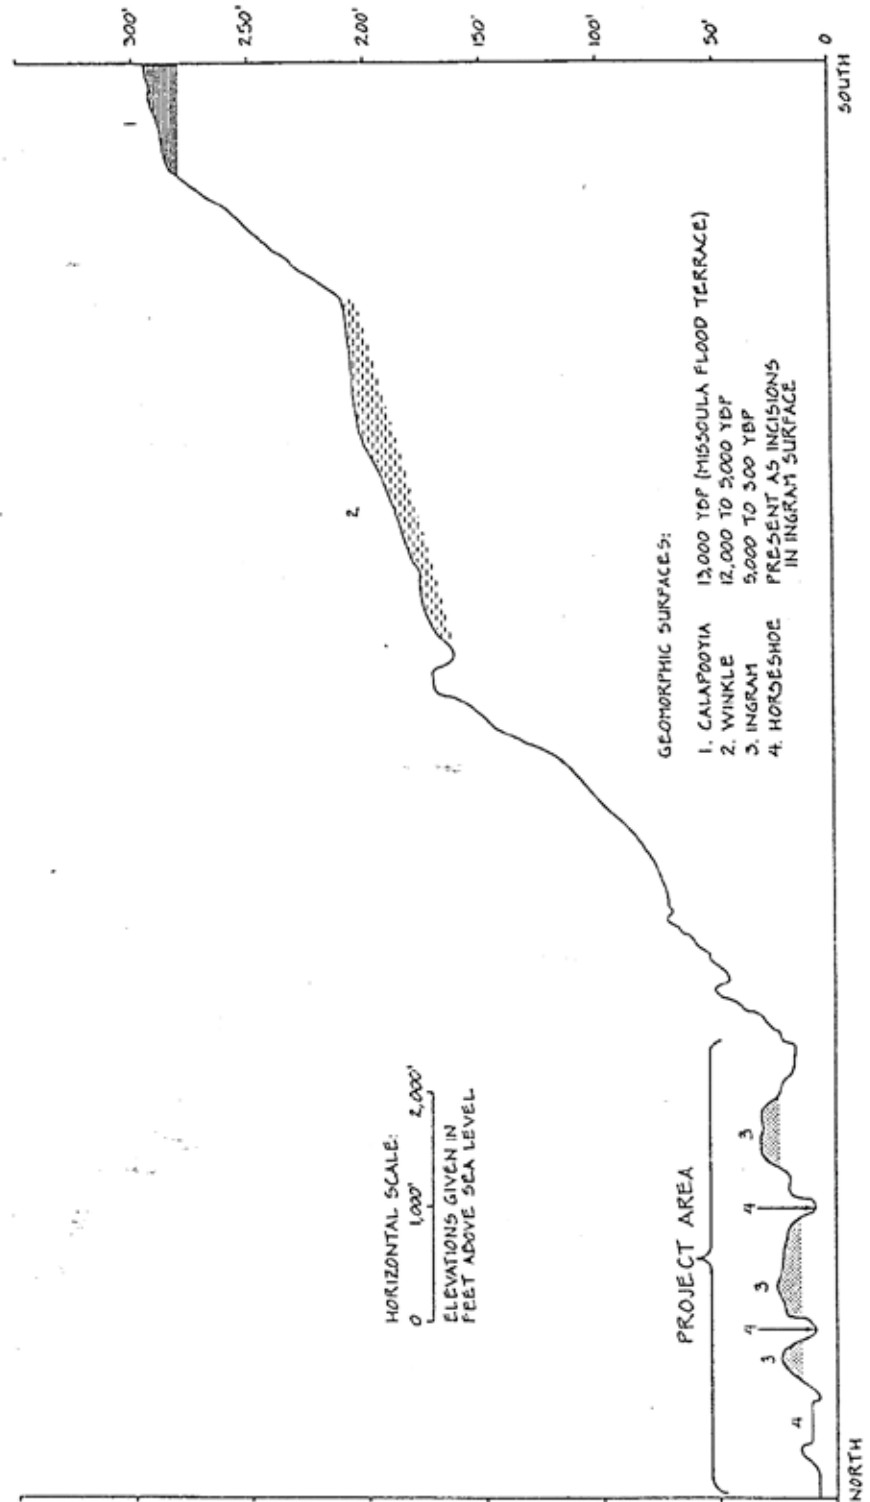 300'
250'
200'
150'
100'
50'
0
SOUTH
NORTH
1
2
3
4
3
4
3
4
PROJECT AREA
HORIZONTAL SCALE:
0 1,000' 2,000'
ELEVATIONS GIVEN IN
FEET ABOVE SEA LEVEL.
GEOMORPHIC SURFACES:
1. CALAPOOYIA 13,000 YBP (MISSOULA FLOOD TERRACE)
2. WINKLE 12,000 TO 5,000 YBP
3. INGRAM 5,000 TO 300 YBP
4. HORSESHOE PRESENT AS INCISIONS
IN INGRAM SURFACE